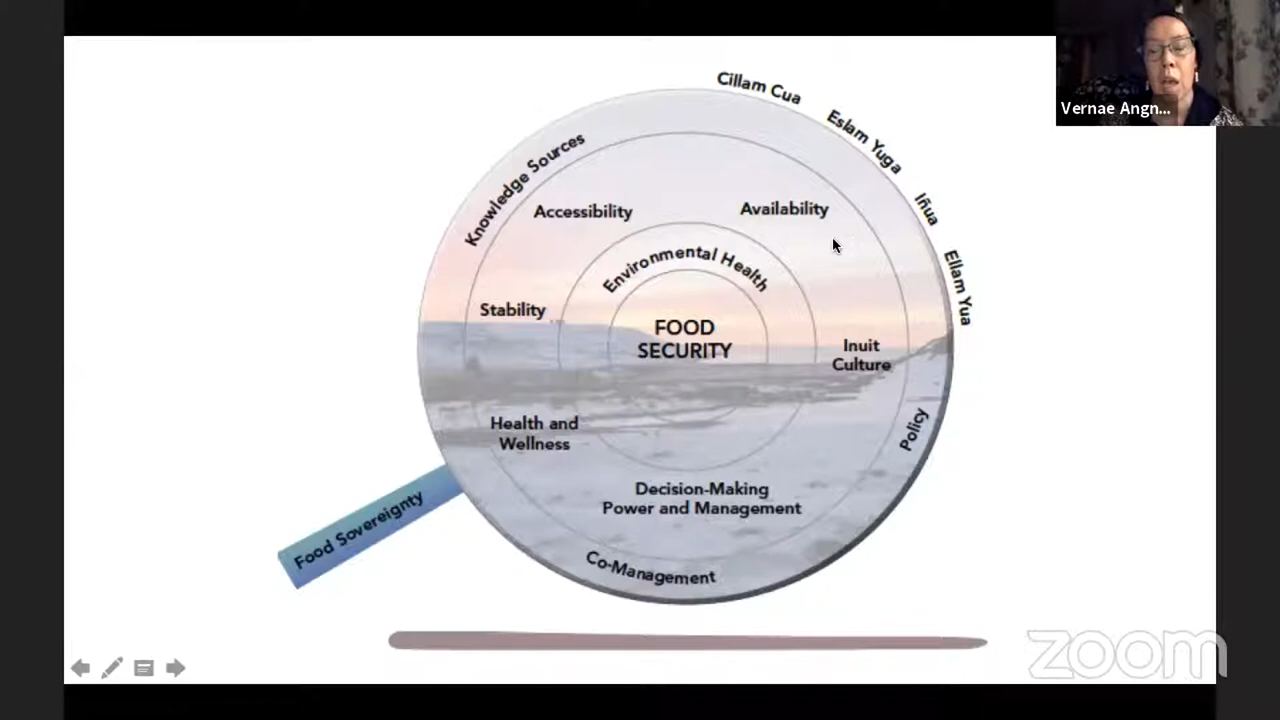 Vernae Angn...
Cillam Cua
Eslam Yuga
Iñua
Ellam Yua
Knowledge Sources
Accessibility
Availability
Environmental Health
Stability
FOOD
SECURITY
Inuit
Culture
Policy
Health and
Wellness
Decision-Making
Power and Management
Food Sovereignty
Co-Management
zoom